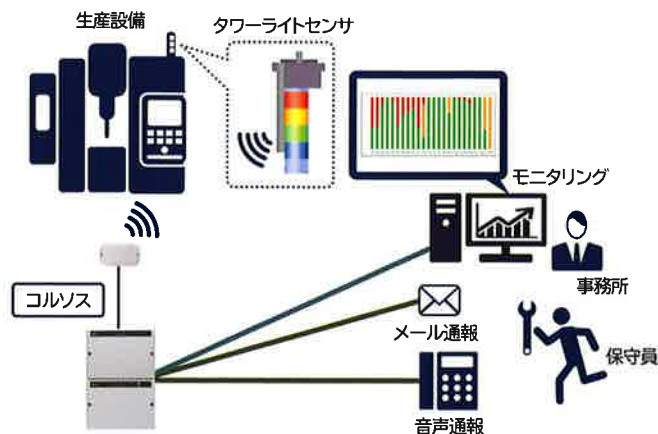 生産設備
タワーライトセンサ
モニタリング
事務所
コルソス
メール通報
保守員
音声通報